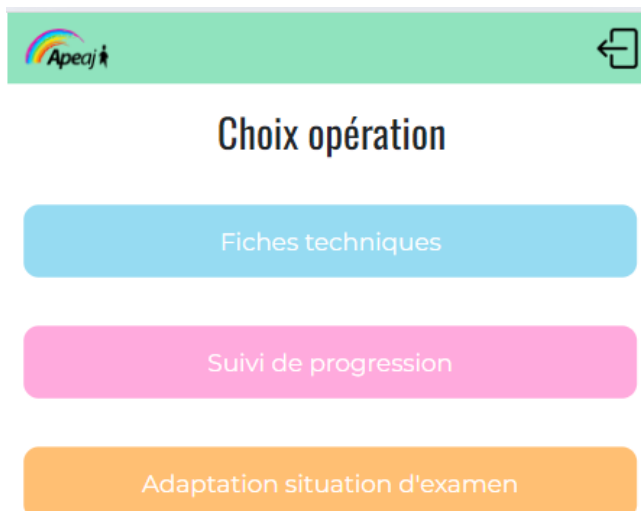 Apeaj
Choix opération
Fiches techniques
Suivi de progression
Adaptation situation d'examen